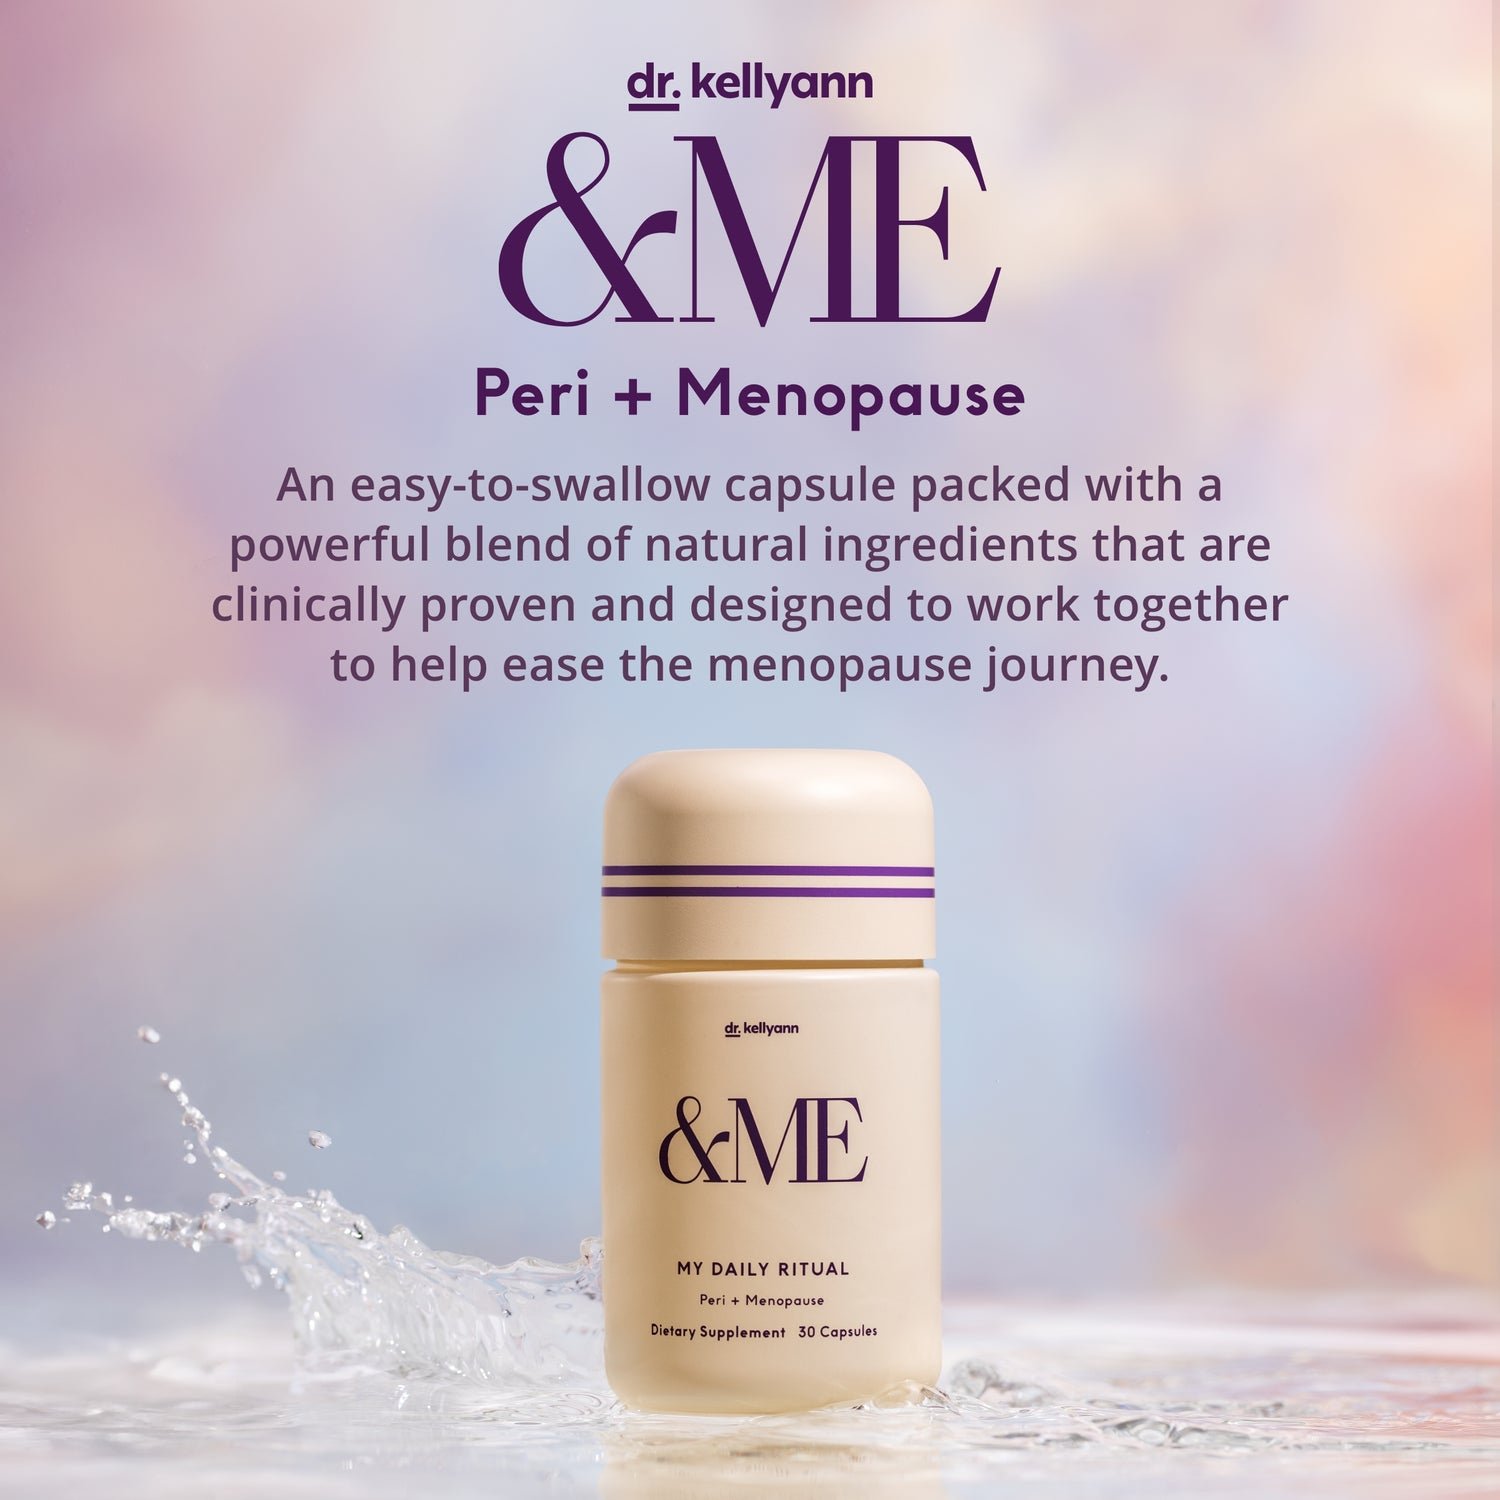 dr. kellyann
&ME
Peri + Menopause
An easy-to-swallow capsule packed with a
powerful blend of natural ingredients that are
clinically proven and designed to work together
to help ease the menopause journey.
dr. kellyann
&ME
MY DAILY RITUAL
Peri + Menopause
Dietary Supplement 30 Capsules